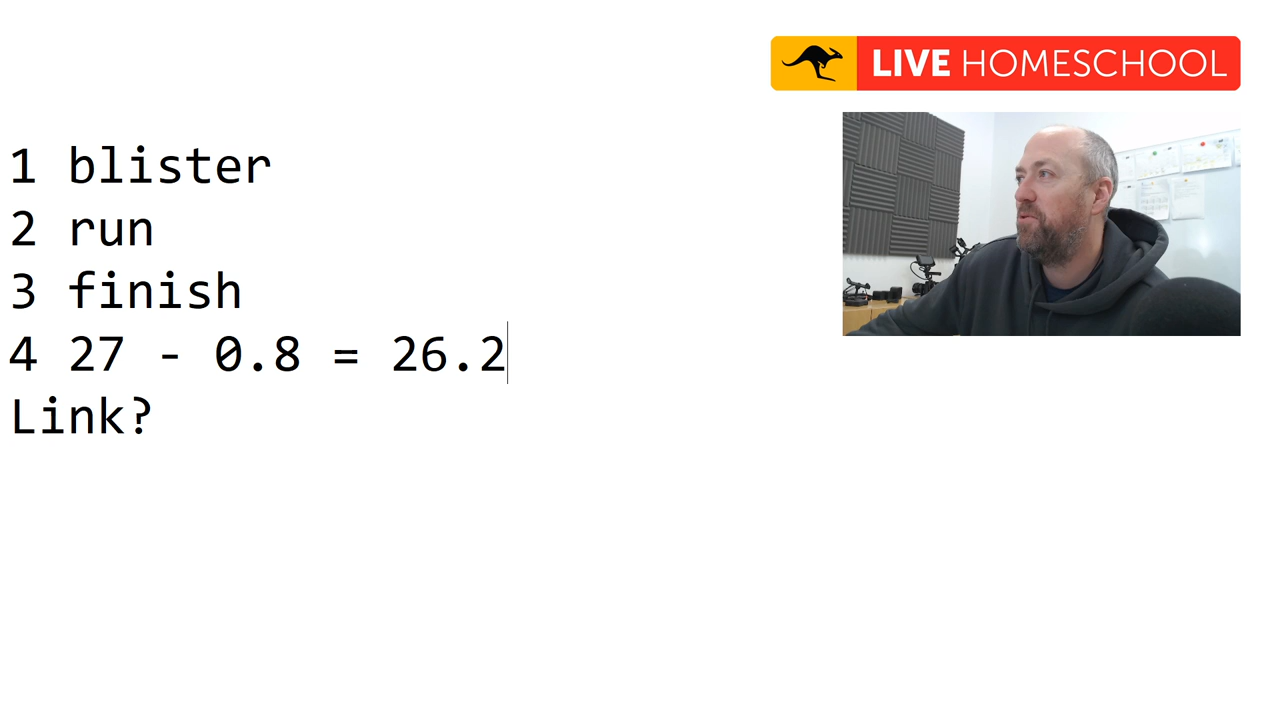 LIVE HOMESCHOOL
1 blister
2 run
3 finish
4 27 - 0.8 = 26.2
Link?